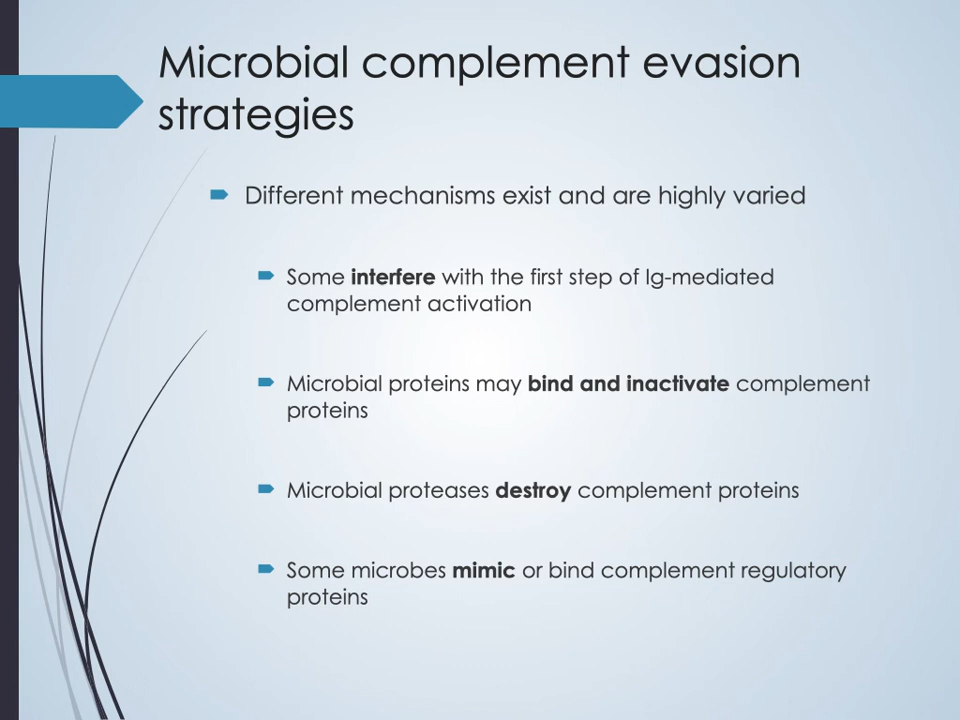 Microbial complement evasion
strategies
Different mechanisms exist and are highly varied
Some interfere with the first step of Ig-mediated
complement activation
Microbial proteins may bind and inactivate complement
proteins
Microbial proteases destroy complement proteins
Some microbes mimic or bind complement regulatory
proteins